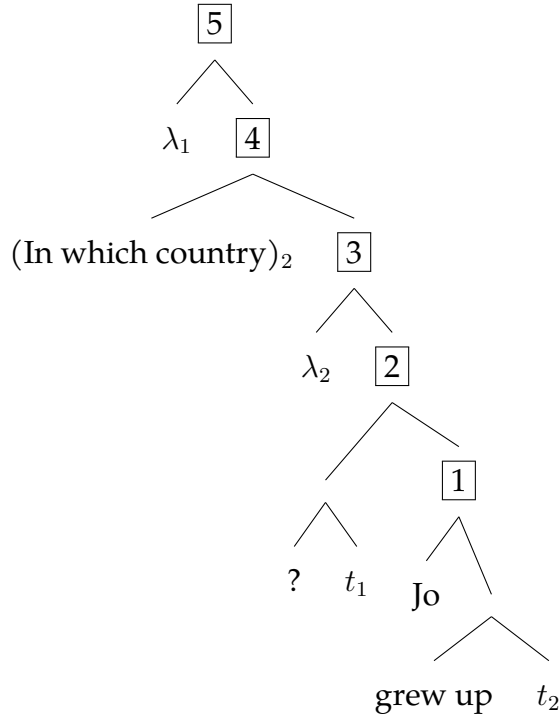 5
λ₁ 4
(In which country)₂ 3
λ₂ 2
1
? t₁ Jo
grew up t₂